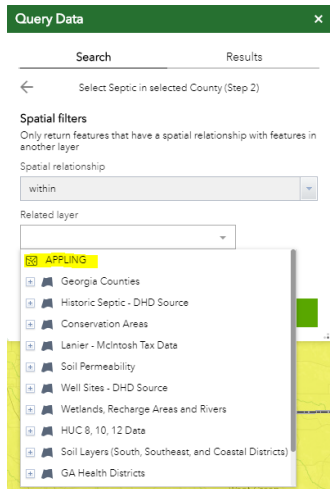 Query Data ×
Search Results
← Select Septic in selected County (Step 2)
Spatial filters
Only return features that have a spatial relationship with features in
another layer
Spatial relationship
within
Related layer
APPLING
Georgia Counties
Historic Septic - DHD Source
Conservation Areas
Lanier - McIntosh Tax Data
Soil Permeability
Well Sites - DHD Source
Wetlands, Recharge Areas and Rivers
HUC 8, 10, 12 Data
Soil Layers (South, Southeast, and Coastal Districts)
GA Health Districts